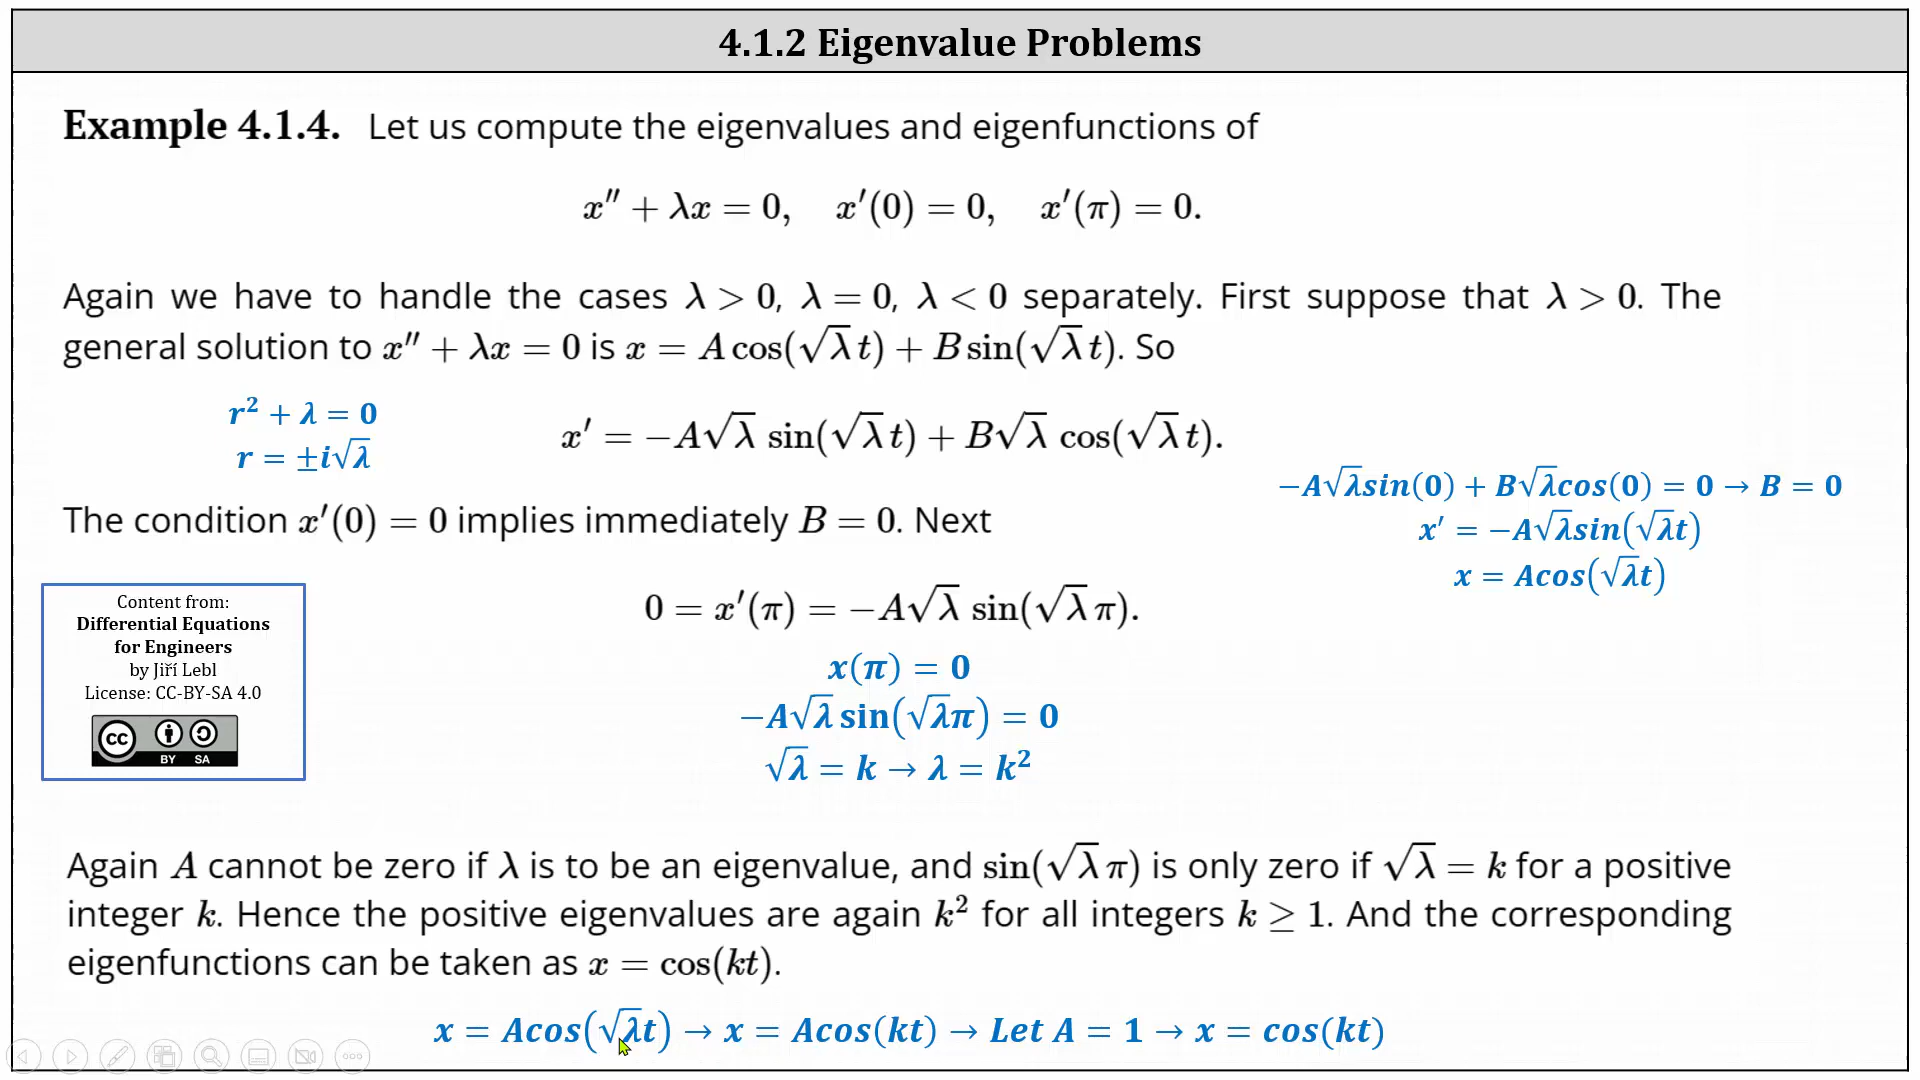 4.1.2 Eigenvalue Problems
Example 4.1.4. Let us compute the eigenvalues and eigenfunctions of
x″ + λx = 0, x′(0) = 0, x′(π) = 0.
Again we have to handle the cases λ > 0, λ = 0, λ < 0 separately. First suppose that λ > 0. The
general solution to x″ + λx = 0 is x = A cos(√λ t) + B sin(√λ t). So
r² + λ = 0
r = ±i√λ
x′ = −A√λ sin(√λ t) + B√λ cos(√λ t).
−A√λsin(0) + B√λcos(0) = 0 → B = 0
x′ = −A√λsin(√λt)
x = Acos(√λt)
The condition x′(0) = 0 implies immediately B = 0. Next
0 = x′(π) = −A√λ sin(√λ π).
x(π) = 0
−A√λ sin(√λπ) = 0
√λ = k → λ = k²
Content from:
Differential Equations
for Engineers
by Jiří Lebl
License: CC-BY-SA 4.0
cc
BY SA
Again A cannot be zero if λ is to be an eigenvalue, and sin(√λ π) is only zero if √λ = k for a positive
integer k. Hence the positive eigenvalues are again k² for all integers k ≥ 1. And the corresponding
eigenfunctions can be taken as x = cos(kt).
x = Acos(√λt) → x = Acos(kt) → Let A = 1 → x = cos(kt)